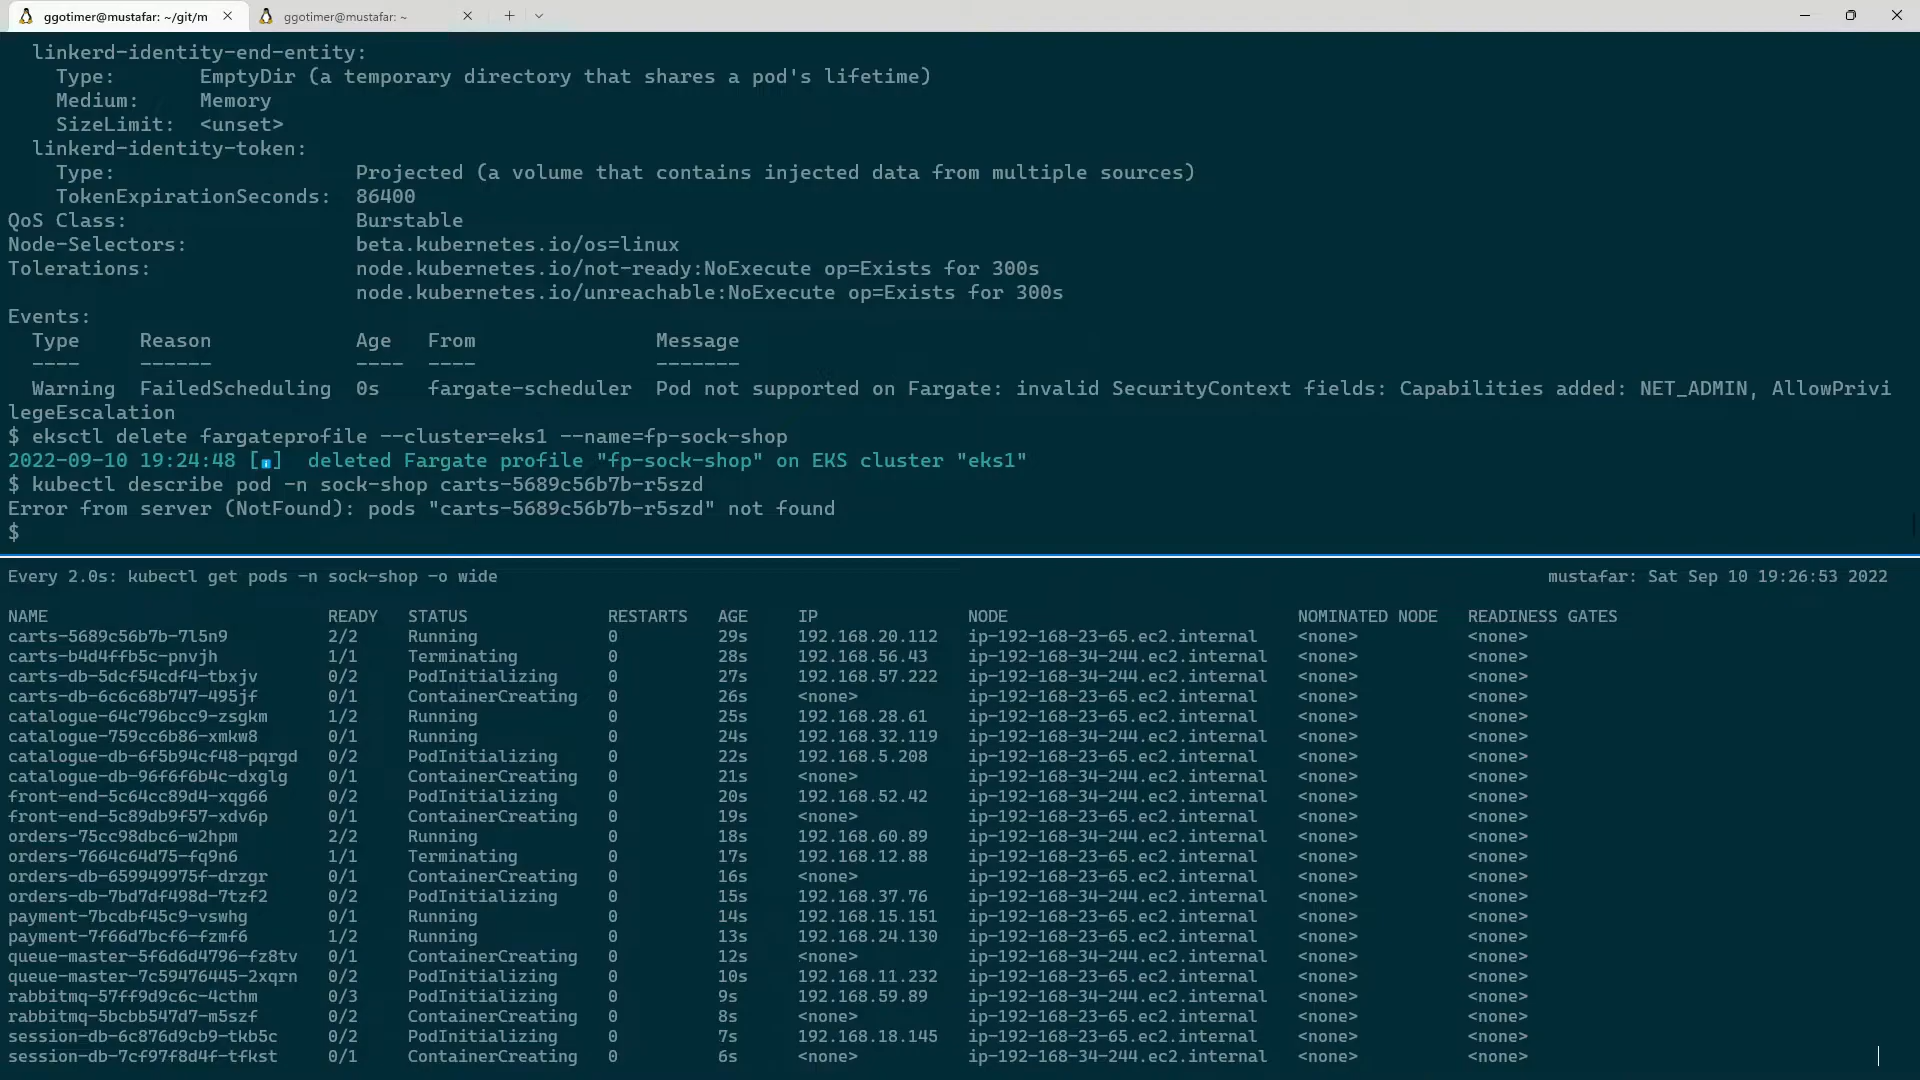 ggotimer@mustafar: ~/git/m
ggotimer@mustafar: ~
linkerd-identity-end-entity:
Type: EmptyDir (a temporary directory that shares a pod's lifetime)
Medium: Memory
SizeLimit: <unset>
linkerd-identity-token:
Type: Projected (a volume that contains injected data from multiple sources)
TokenExpirationSeconds: 86400
QoS Class: Burstable
Node-Selectors: beta.kubernetes.io/os=linux
Tolerations: node.kubernetes.io/not-ready:NoExecute op=Exists for 300s
node.kubernetes.io/unreachable:NoExecute op=Exists for 300s
Events:
Type Reason Age From Message
---- ------ ---- ---- -------
Warning FailedScheduling 0s fargate-scheduler Pod not supported on Fargate: invalid SecurityContext fields: Capabilities added: NET_ADMIN, AllowPrivi
legeEscalation
$ eksctl delete fargateprofile --cluster=eks1 --name=fp-sock-shop
2022-09-10 19:24:48 [ℹ] deleted Fargate profile "fp-sock-shop" on EKS cluster "eks1"
$ kubectl describe pod -n sock-shop carts-5689c56b7b-r5szd
Error from server (NotFound): pods "carts-5689c56b7b-r5szd" not found
$
Every 2.0s: kubectl get pods -n sock-shop -o wide mustafar: Sat Sep 10 19:26:53 2022
NAME READY STATUS RESTARTS AGE IP NODE NOMINATED NODE READINESS GATES
carts-5689c56b7b-7l5n9 2/2 Running 0 29s 192.168.20.112 ip-192-168-23-65.ec2.internal <none> <none>
carts-b4d4ffb5c-pnvjh 1/1 Terminating 0 28s 192.168.56.43 ip-192-168-34-244.ec2.internal <none> <none>
carts-db-5dcf54cdf4-tbxjv 0/2 PodInitializing 0 27s 192.168.57.222 ip-192-168-34-244.ec2.internal <none> <none>
carts-db-6c6c68b747-495jf 0/1 ContainerCreating 0 26s <none> ip-192-168-23-65.ec2.internal <none> <none>
catalogue-64c796bcc9-zsgkm 1/2 Running 0 25s 192.168.28.61 ip-192-168-23-65.ec2.internal <none> <none>
catalogue-759cc6b86-xmkw8 0/1 Running 0 24s 192.168.32.119 ip-192-168-34-244.ec2.internal <none> <none>
catalogue-db-6f5b94cf48-pqrgd 0/2 PodInitializing 0 22s 192.168.5.208 ip-192-168-23-65.ec2.internal <none> <none>
catalogue-db-96f6f6b4c-dxglg 0/1 ContainerCreating 0 21s <none> ip-192-168-34-244.ec2.internal <none> <none>
front-end-5c64cc89d4-xqg66 0/2 PodInitializing 0 20s 192.168.52.42 ip-192-168-34-244.ec2.internal <none> <none>
front-end-5c89db9f57-xdv6p 0/1 ContainerCreating 0 19s <none> ip-192-168-23-65.ec2.internal <none> <none>
orders-75cc98dbc6-w2hpm 2/2 Running 0 18s 192.168.60.89 ip-192-168-34-244.ec2.internal <none> <none>
orders-7664c64d75-fq9n6 1/1 Terminating 0 17s 192.168.12.88 ip-192-168-23-65.ec2.internal <none> <none>
orders-db-659949975f-drzgr 0/1 ContainerCreating 0 16s <none> ip-192-168-23-65.ec2.internal <none> <none>
orders-db-7bd7df498d-7tzf2 0/2 PodInitializing 0 15s 192.168.37.76 ip-192-168-34-244.ec2.internal <none> <none>
payment-7bcdbf45c9-vswhg 0/1 Running 0 14s 192.168.15.151 ip-192-168-23-65.ec2.internal <none> <none>
payment-7f66d7bcf6-fzmf6 1/2 Running 0 13s 192.168.24.130 ip-192-168-23-65.ec2.internal <none> <none>
queue-master-5f6d6d4796-fz8tv 0/1 ContainerCreating 0 12s <none> ip-192-168-34-244.ec2.internal <none> <none>
queue-master-7c59476445-2xqrn 0/2 PodInitializing 0 10s 192.168.11.232 ip-192-168-23-65.ec2.internal <none> <none>
rabbitmq-57ff9d9c6c-4cthm 0/3 PodInitializing 0 9s 192.168.59.89 ip-192-168-34-244.ec2.internal <none> <none>
rabbitmq-5bcbb547d7-m5szf 0/2 ContainerCreating 0 8s <none> ip-192-168-23-65.ec2.internal <none> <none>
session-db-6c876d9cb9-tkb5c 0/2 PodInitializing 0 7s 192.168.18.145 ip-192-168-23-65.ec2.internal <none> <none>
session-db-7cf97f8d4f-tfkst 0/1 ContainerCreating 0 6s <none> ip-192-168-34-244.ec2.internal <none> <none>